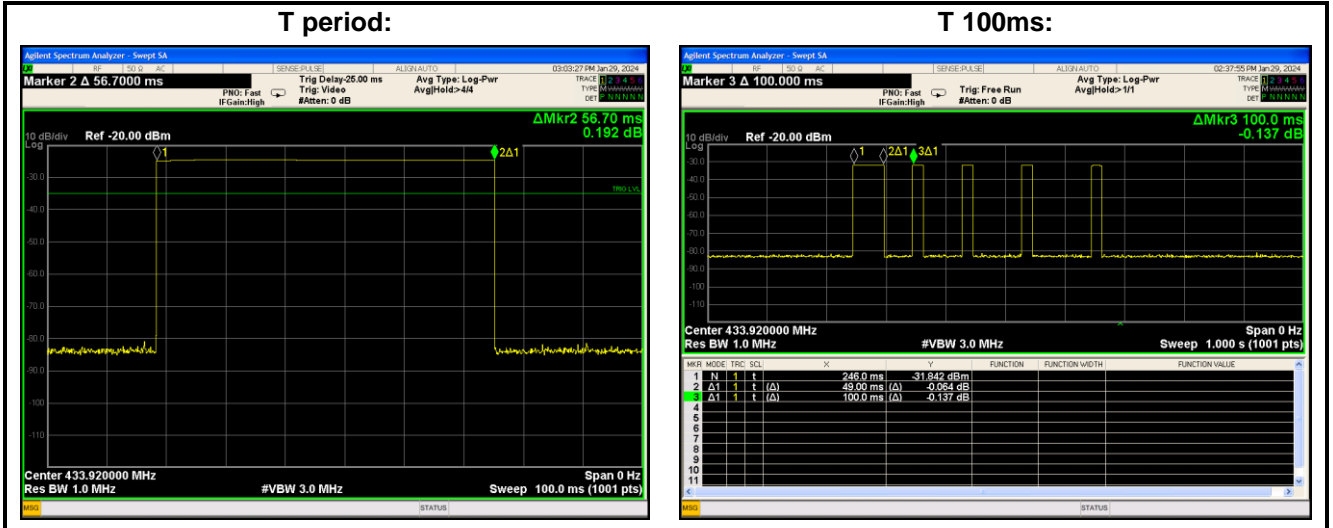 T period:
Agilent Spectrum Analyzer - Swept SA
RF 50 Ω AC SENSE:PULSE ALIGN AUTO 03:03:27 PM Jan 29, 2024
Marker 2 Δ 56.7000 ms
PNO: Fast
IFGain:High
Trig Delay-25.00 ms
Trig: Video
#Atten: 0 dB
Avg Type: Log-Pwr
Avg|Hold:>4/4
TRACE 1 2 3 4 5 6
TYPE M
DET P N N N N N
ΔMkr2 56.70 ms
0.192 dB
10 dB/div Ref -20.00 dBm
Log
1
2Δ1
-30.0
TRIG LVL
-40.0
-50.0
-60.0
-70.0
-80.0
-90.0
-100
-110
Center 433.920000 MHz Span 0 Hz
Res BW 1.0 MHz #VBW 3.0 MHz Sweep 100.0 ms (1001 pts)
MSG STATUS
T 100ms:
Agilent Spectrum Analyzer - Swept SA
RF 50 Ω AC SENSE:PULSE ALIGN AUTO 02:37:55 PM Jan 29, 2024
Marker 3 Δ 100.000 ms
PNO: Fast
IFGain:High
Trig: Free Run
#Atten: 0 dB
Avg Type: Log-Pwr
Avg|Hold:>1/1
TRACE 1 2 3 4 5 6
TYPE M
DET P N N N N N
ΔMkr3 100.0 ms
-0.137 dB
10 dB/div Ref -20.00 dBm
Log
1 2Δ1 3Δ1
-30.0
-40.0
-50.0
-60.0
-70.0
-80.0
-90.0
-100
-110
Center 433.920000 MHz Span 0 Hz
Res BW 1.0 MHz #VBW 3.0 MHz Sweep 1.000 s (1001 pts)
MKR MODE TRC SCL X Y FUNCTION FUNCTION WIDTH FUNCTION VALUE
1 N 1 t 246.0 ms -31.842 dBm
2 Δ1 1 t (Δ) 49.00 ms (Δ) -0.064 dB
3 Δ1 1 t (Δ) 100.0 ms (Δ) -0.137 dB
4
5
6
7
8
9
10
11
MSG STATUS